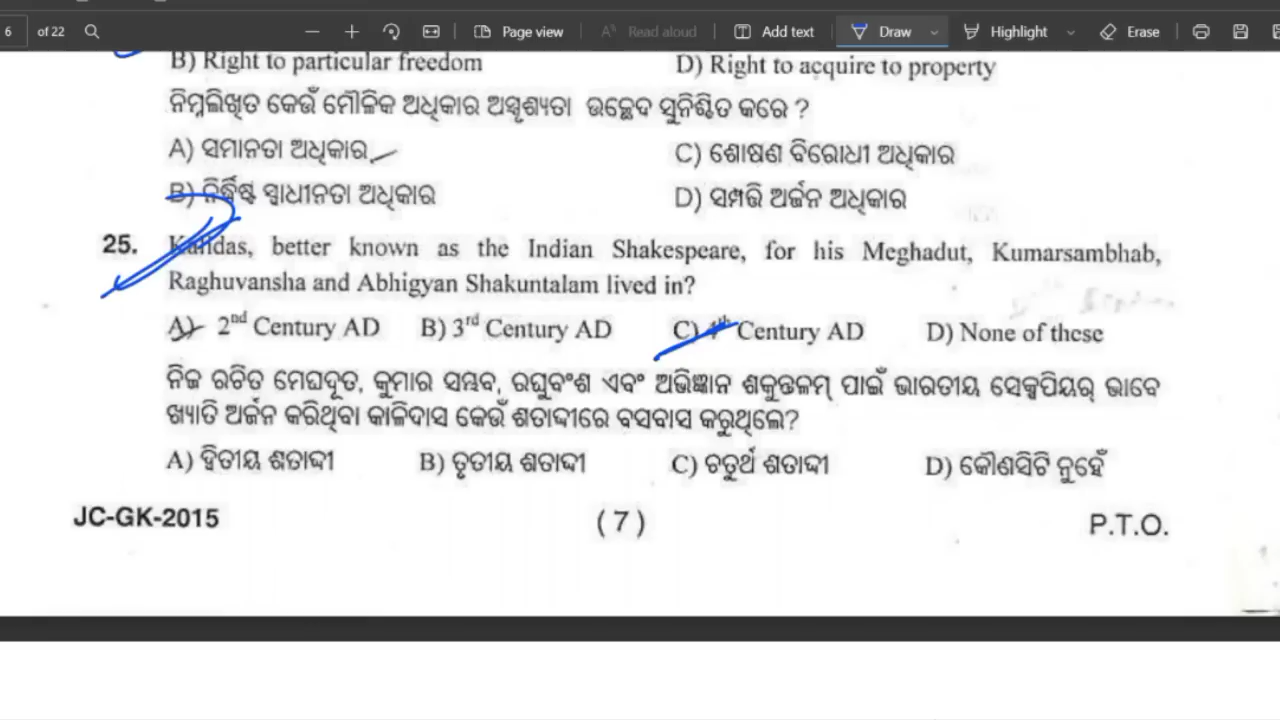 6 of 22 Page view Read aloud Add text Draw Highlight Erase
B) Right to particular freedom D) Right to acquire to property
ନିମ୍ନଲିଖିତ କେଉଁ ମୌଳିକ ଅଧିକାର ଅସ୍ପୃଶ୍ୟତା ଉଚ୍ଛେଦ ସୁନିଶ୍ଚିତ କରେ ?
A) ସମାନତା ଅଧିକାର C) ଶୋଷଣ ବିରୋଧୀ ଅଧିକାର
B) ନିର୍ଦ୍ଧିଷ୍ଟ ସ୍ଵାଧୀନତା ଅଧିକାର D) ସମ୍ପତ୍ତି ଅର୍ଜନ ଅଧିକାର
25. Kalidas, better known as the Indian Shakespeare, for his Meghadut, Kumarsambhab,
Raghuvansha and Abhigyan Shakuntalam lived in?
A) 2nd Century AD B) 3rd Century AD C) 4th Century AD D) None of these
ନିଜ ରଚିତ ମେଘଦୂତ, କୁମାର ସମ୍ଭବ, ରଘୁବଂଶ ଏବଂ ଅଭିଜ୍ଞାନ ଶକୁନ୍ତଳମ୍ ପାଇଁ ଭାରତୀୟ ସେକ୍ସପିୟର୍ ଭାବେ
ଖ୍ୟାତି ଅର୍ଜନ କରିଥିବା କାଳିଦାସ କେଉଁ ଶତାବ୍ଦୀରେ ବସବାସ କରୁଥିଲେ?
A) ଦ୍ଵିତୀୟ ଶତାବ୍ଦୀ B) ତୃତୀୟ ଶତାବ୍ଦୀ C) ଚତୁର୍ଥ ଶତାବ୍ଦୀ D) କୌଣସିଟି ନୁହେଁ
JC-GK-2015 ( 7 ) P.T.O.